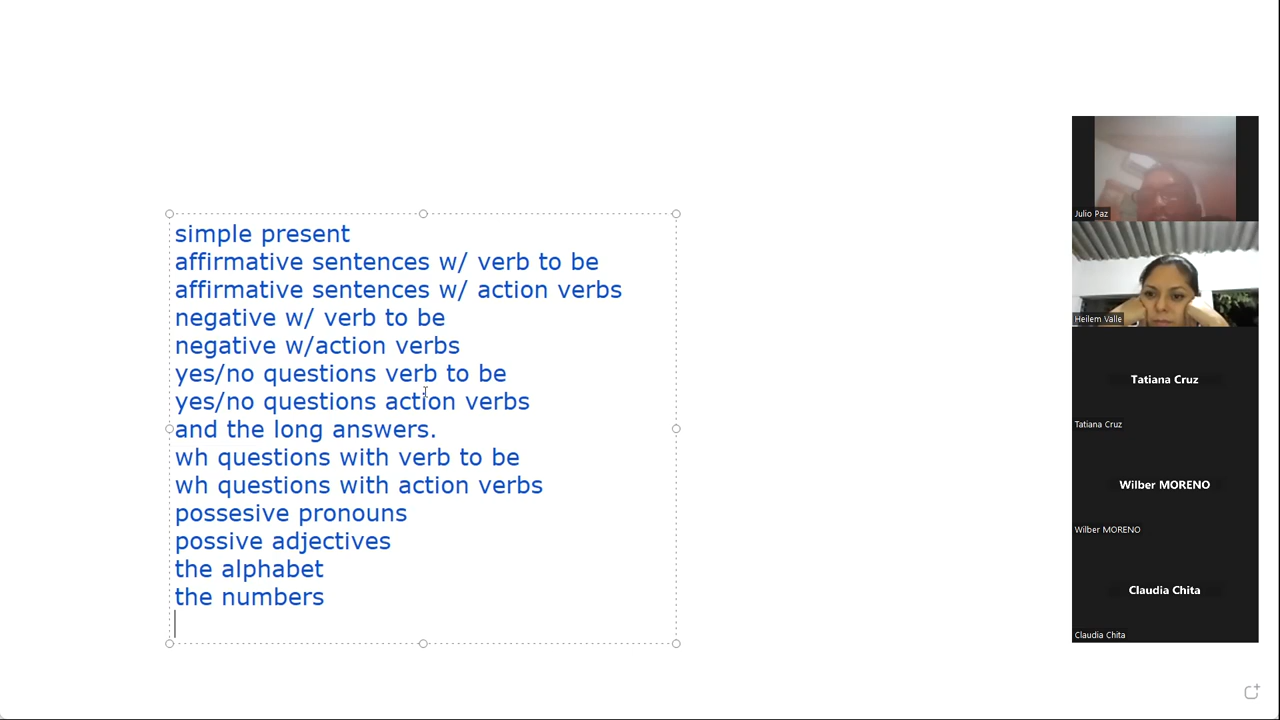 simple present
affirmative sentences w/ verb to be
affirmative sentences w/ action verbs
negative w/ verb to be
negative w/action verbs
yes/no questions verb to be
yes/no questions action verbs
and the long answers.
wh questions with verb to be
wh questions with action verbs
possesive pronouns
possive adjectives
the alphabet
the numbers
Julio Paz
Heilem Valle
Tatiana Cruz
Tatiana Cruz
Wilber MORENO
Wilber MORENO
Claudia Chita
Claudia Chita